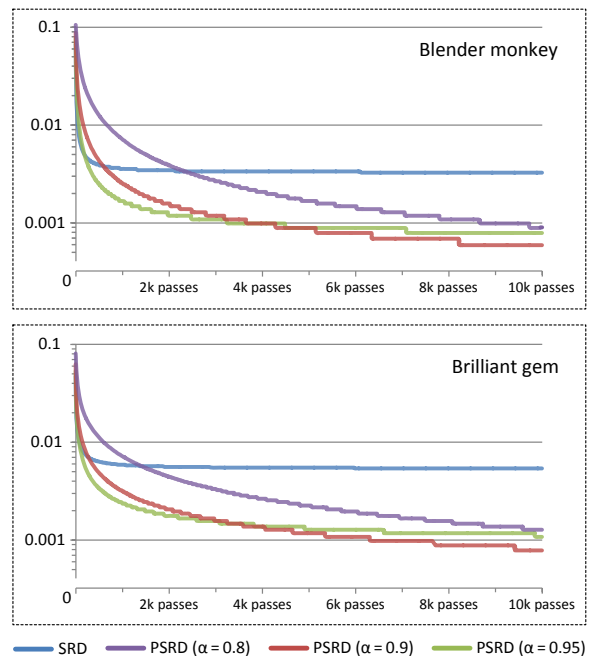 0.1
Blender monkey
0.01
0.001
0
2k passes 4k passes 6k passes 8k passes 10k passes
0.1
Brilliant gem
0.01
0.001
0
2k passes 4k passes 6k passes 8k passes 10k passes
SRD PSRD (α = 0.8) PSRD (α = 0.9) PSRD (α = 0.95)